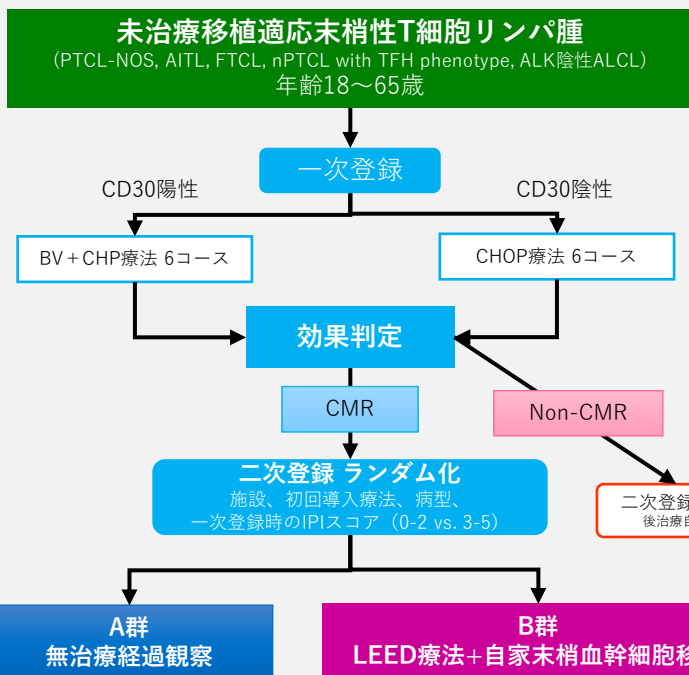 未治療移植適応末梢性T細胞リンパ腫
(PTCL-NOS, AITL, FTCL, nPTCL with TFH phenotype, ALK陰性ALCL)
年齢18～65歳
一次登録
CD30陽性
CD30陰性
BV＋CHP療法 6コース
CHOP療法 6コース
効果判定
CMR
Non-CMR
二次登録 ランダム化
施設、初回導入療法、病型、
一次登録時のIPIスコア（0-2 vs. 3-5）
二次登録
後治療自
A群
無治療経過観察
B群
LEED療法+自家末梢血幹細胞移